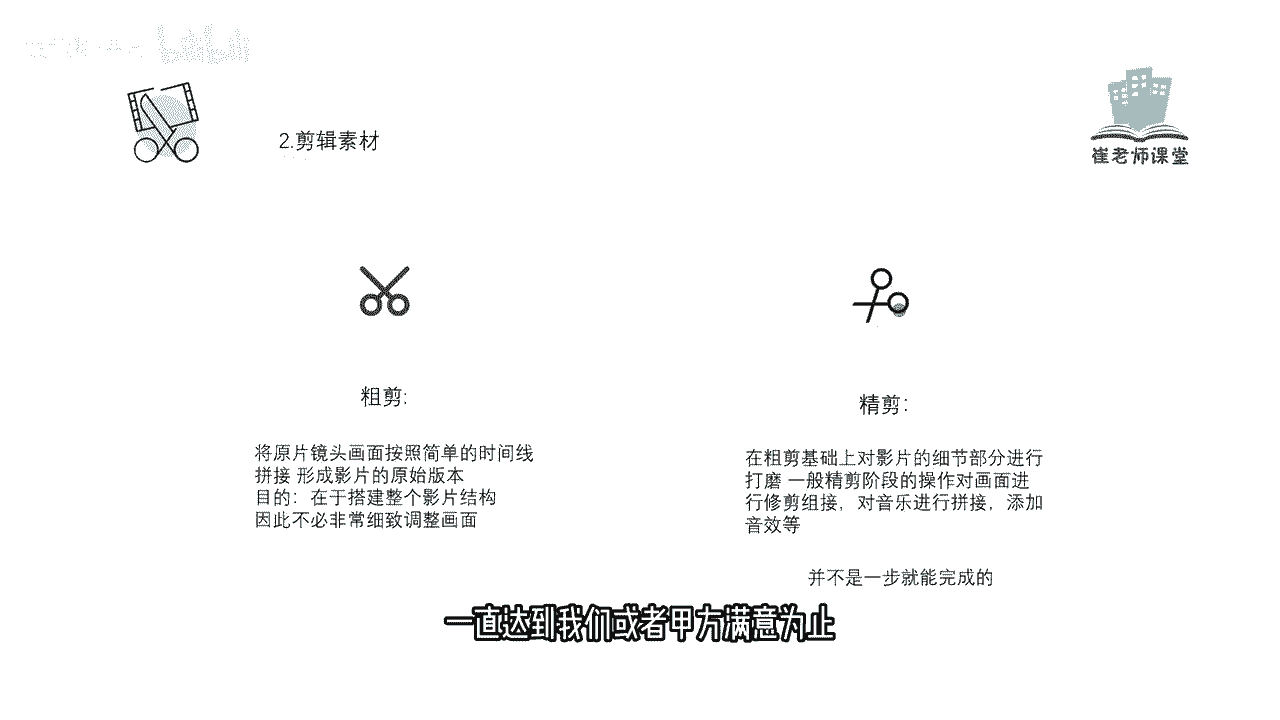 2.剪辑素材
崔老师课堂
粗剪:
将原片镜头画面按照简单的时间线
拼接 形成影片的原始版本
目的：在于搭建整个影片结构
因此不必非常细致调整画面
精剪：
在粗剪基础上对影片的细节部分进行
打磨 一般精剪阶段的操作对画面进
行修剪组接，对音乐进行拼接，添加
音效等
并不是一步就能完成的
一直达到我们或者甲方满意为止